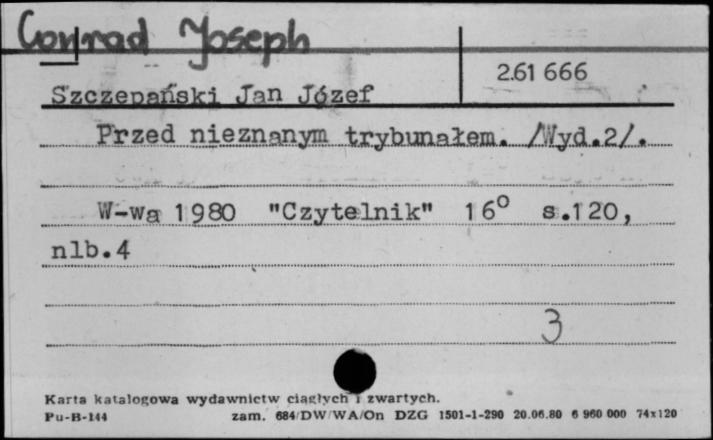 Conrad Joseph
261 666
Szczepański Jan Józef
Przed nieznanym trybunałem. /Wyd.2/.
W-wa 1980 "Czytelnik" 16° s.120,
nlb.4
3
Karta katalogowa wydawnictw ciągłych i zwartych.
Pu-B-144 zam. 684/DW/WA/On DZG 1501-1-290 20.06.80 6 960 000 74x120